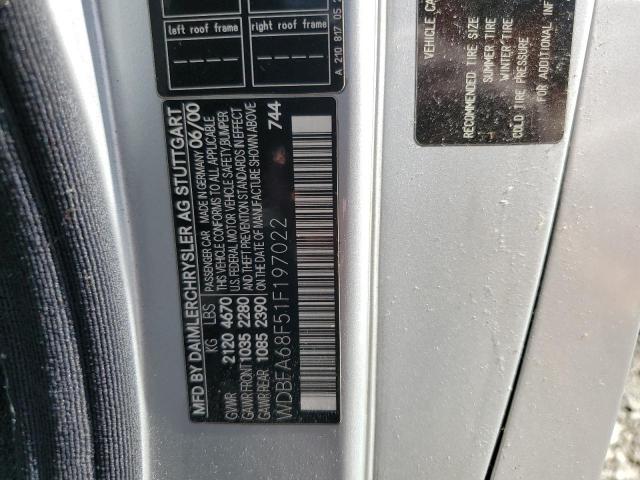 left roof frame
right roof frame
A 210 817 05
MFD BY DAIMLERCHRYSLER AG STUTTGART
PASSENGER CAR MADE IN GERMANY 06/00
KG LBS
THIS VEHICLE CONFORMS TO ALL APPLICABLE
GVWR 2120 4670
U.S. FEDERAL MOTOR VEHICLE SAFETY, BUMPER
GAWR FRONT 1035 2280
AND THEFT PREVENTION STANDARDS IN EFFECT
GAWR REAR 1085 2390
ON THE DATE OF MANUFACTURE SHOWN ABOVE
744
WDBFA68F51F197022
VEHICLE CA
RECOMMENDED TIRE SIZE
SUMMER TIRE
WINTER TIRE
COLD TIRE PRESSURE
FOR ADDITIONAL INF